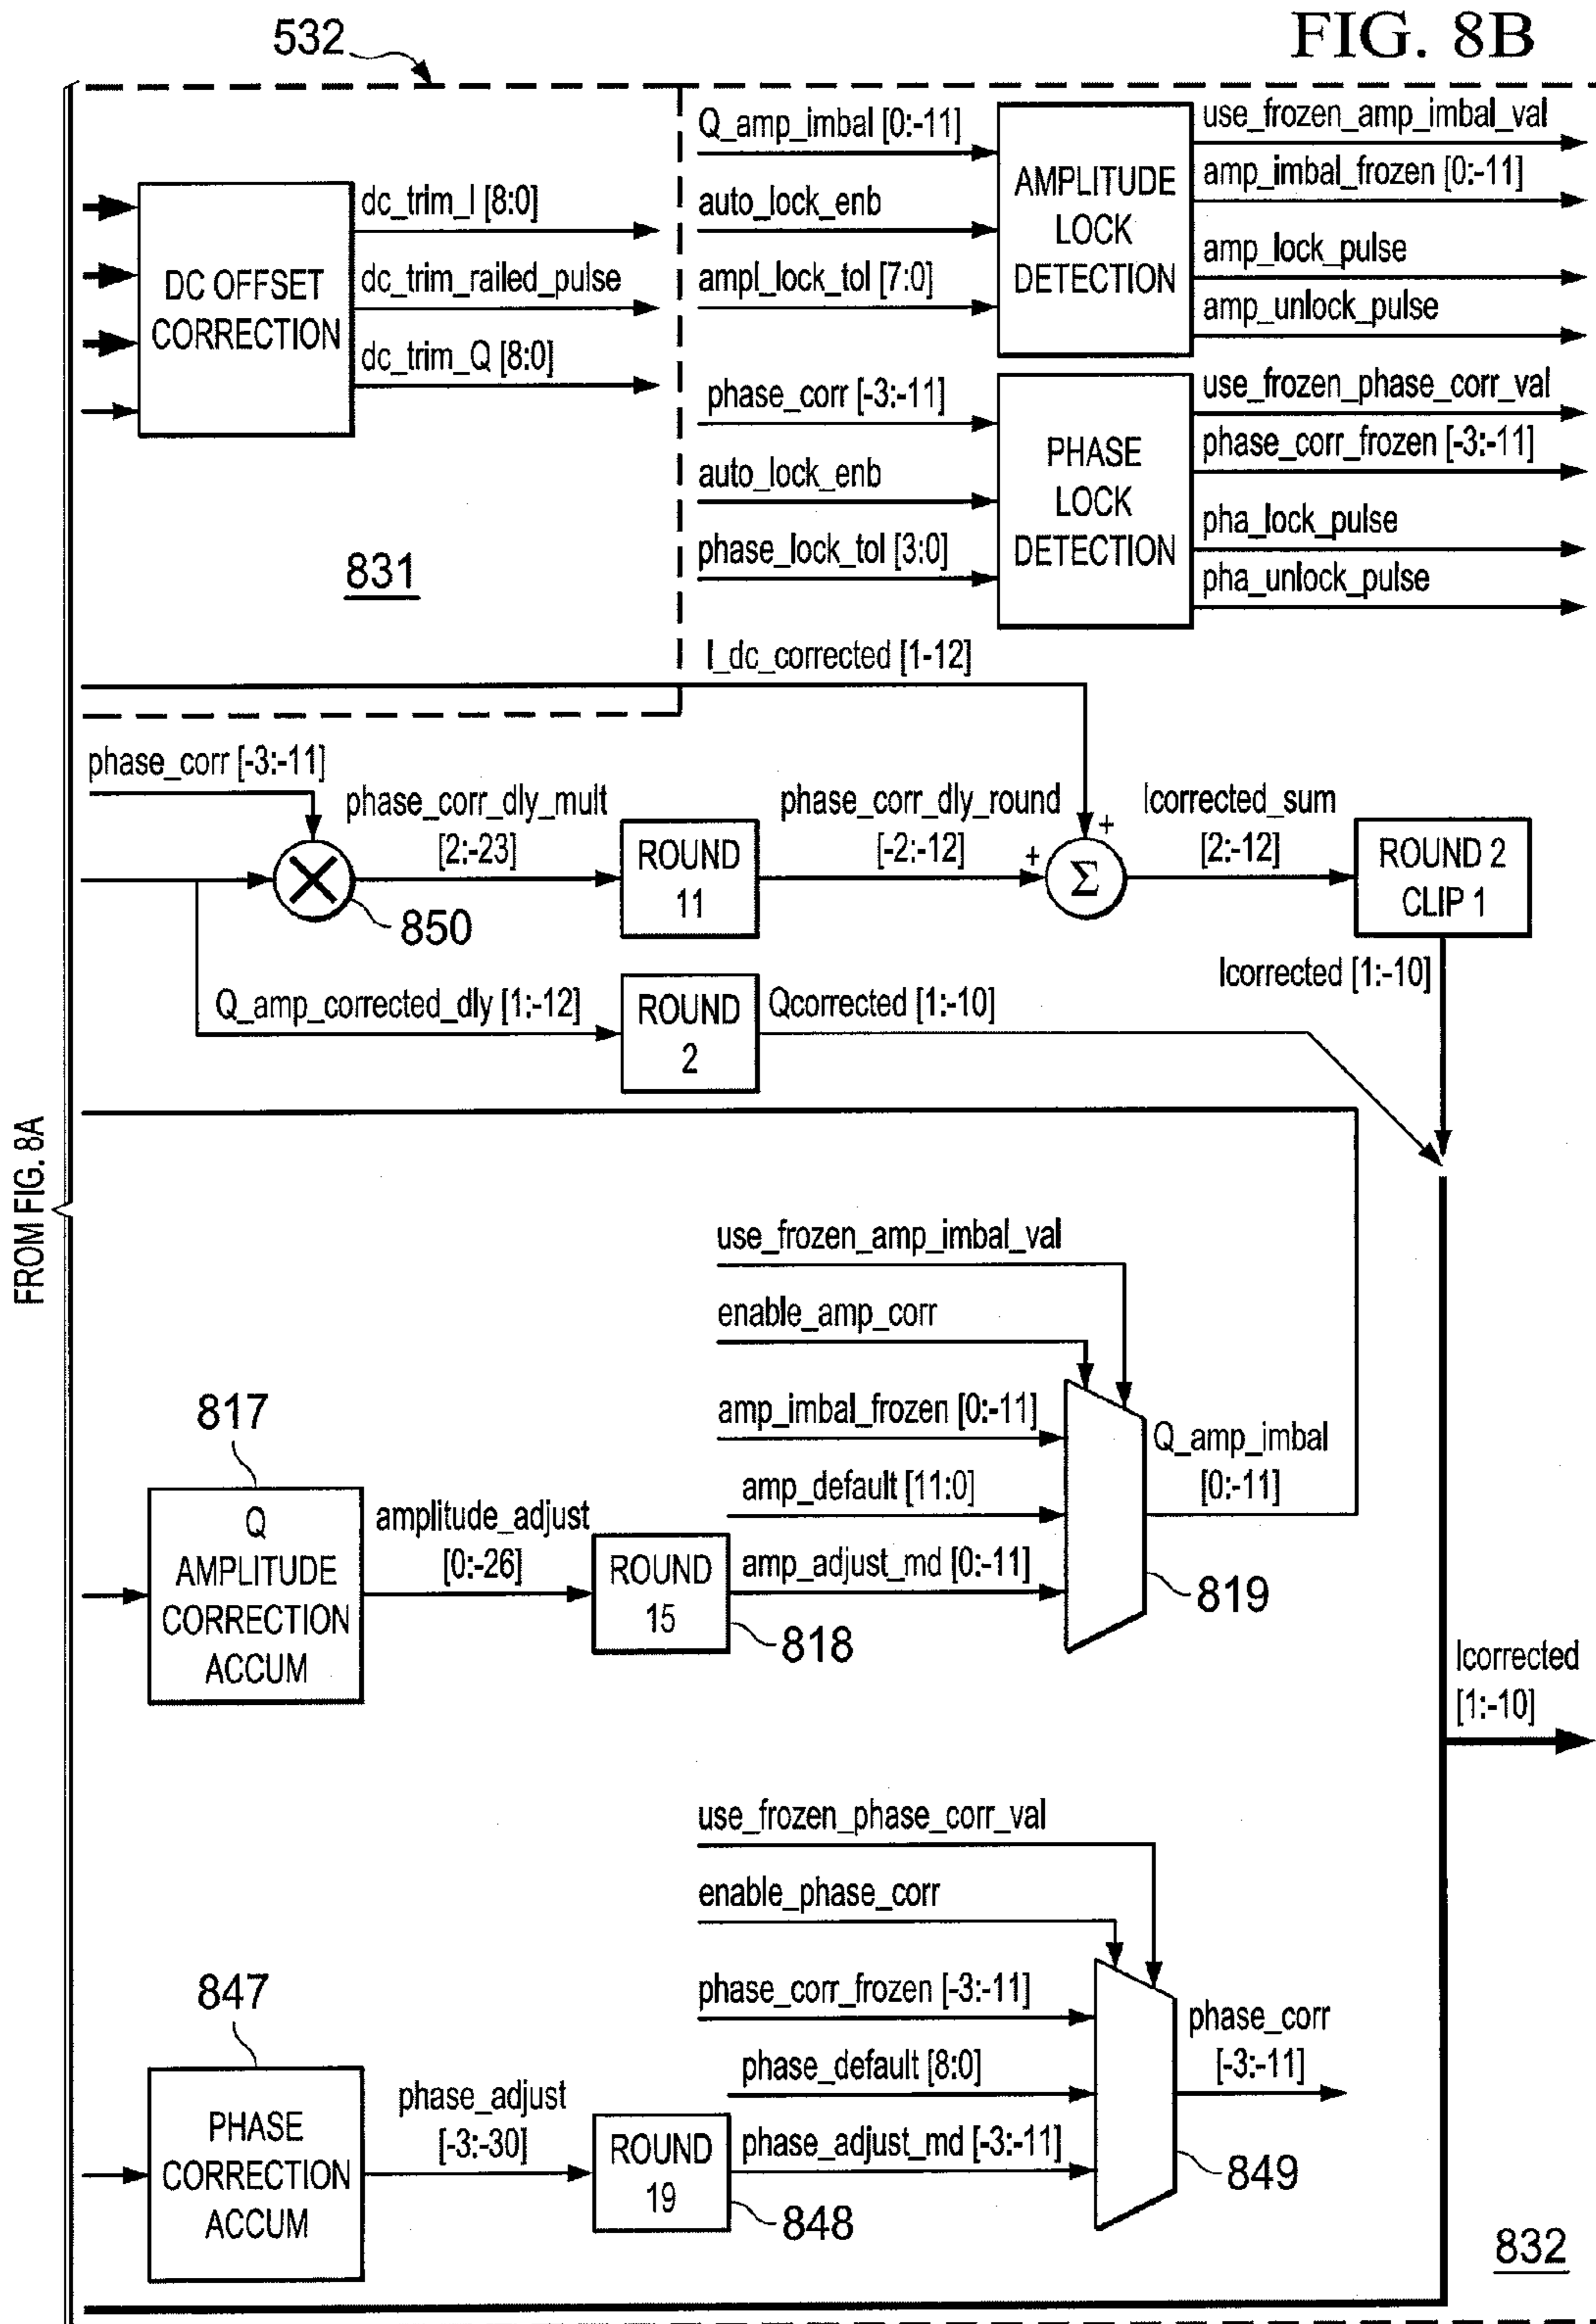 FIG. 8B
532
dc_trim_I [8:0]
DC OFFSET
CORRECTION
dc_trim_railed_pulse
dc_trim_Q [8:0]
831
Q_amp_imbal [0:-11]
auto_lock_enb
ampl_lock_tol [7:0]
AMPLITUDE
LOCK
DETECTION
use_frozen_amp_imbal_val
amp_imbal_frozen [0:-11]
amp_lock_pulse
amp_unlock_pulse
phase_corr [-3:-11]
auto_lock_enb
phase_lock_tol [3:0]
PHASE
LOCK
DETECTION
use_frozen_phase_corr_val
phase_corr_frozen [-3:-11]
pha_lock_pulse
pha_unlock_pulse
I_dc_corrected [1-12]
phase_corr [-3:-11]
850
phase_corr_dly_mult
[2:-23]
ROUND
11
phase_corr_dly_round
[-2:-12]
+
+
Σ
Icorrected_sum
[2:-12]
ROUND 2
CLIP 1
Icorrected [1:-10]
Q_amp_corrected_dly [1:-12]
ROUND
2
Qcorrected [1:-10]
FROM FIG. 8A
use_frozen_amp_imbal_val
enable_amp_corr
amp_imbal_frozen [0:-11]
amp_default [11:0]
amp_adjust_md [0:-11]
817
Q
AMPLITUDE
CORRECTION
ACCUM
amplitude_adjust
[0:-26]
ROUND
15
818
Q_amp_imbal
[0:-11]
819
Icorrected
[1:-10]
use_frozen_phase_corr_val
enable_phase_corr
phase_corr_frozen [-3:-11]
phase_default [8:0]
phase_adjust_md [-3:-11]
847
PHASE
CORRECTION
ACCUM
phase_adjust
[-3:-30]
ROUND
19
848
phase_corr
[-3:-11]
849
832